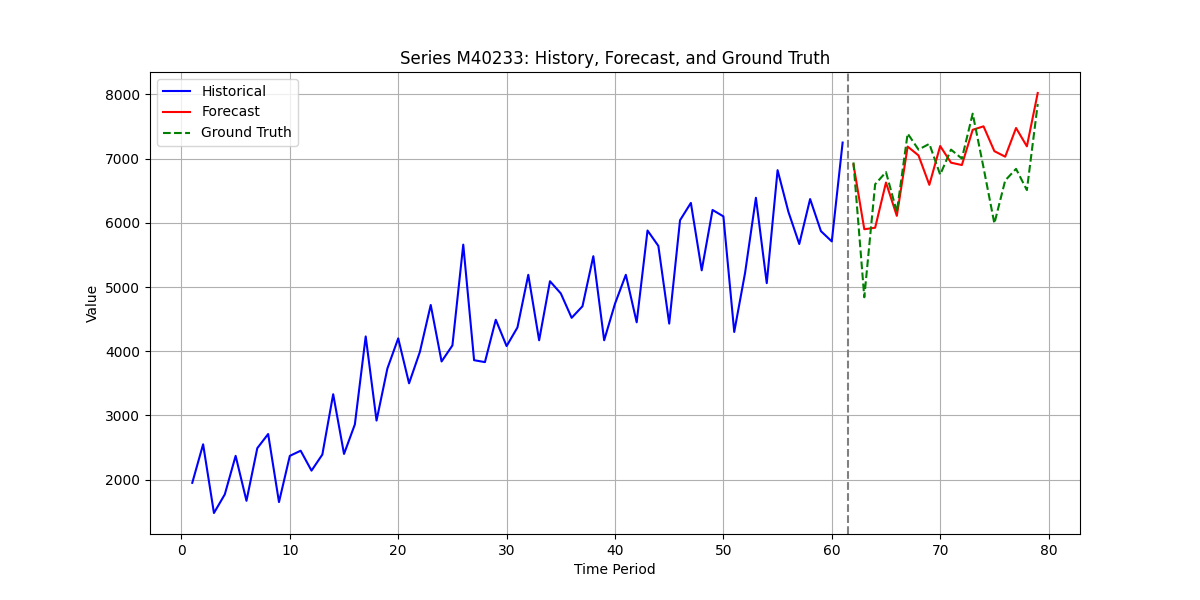 Series M40233: History, Forecast, and Ground Truth
Historical
Forecast
Ground Truth
Value
8000
7000
6000
5000
4000
3000
2000
0 10 20 30 40 50 60 70 80
Time Period